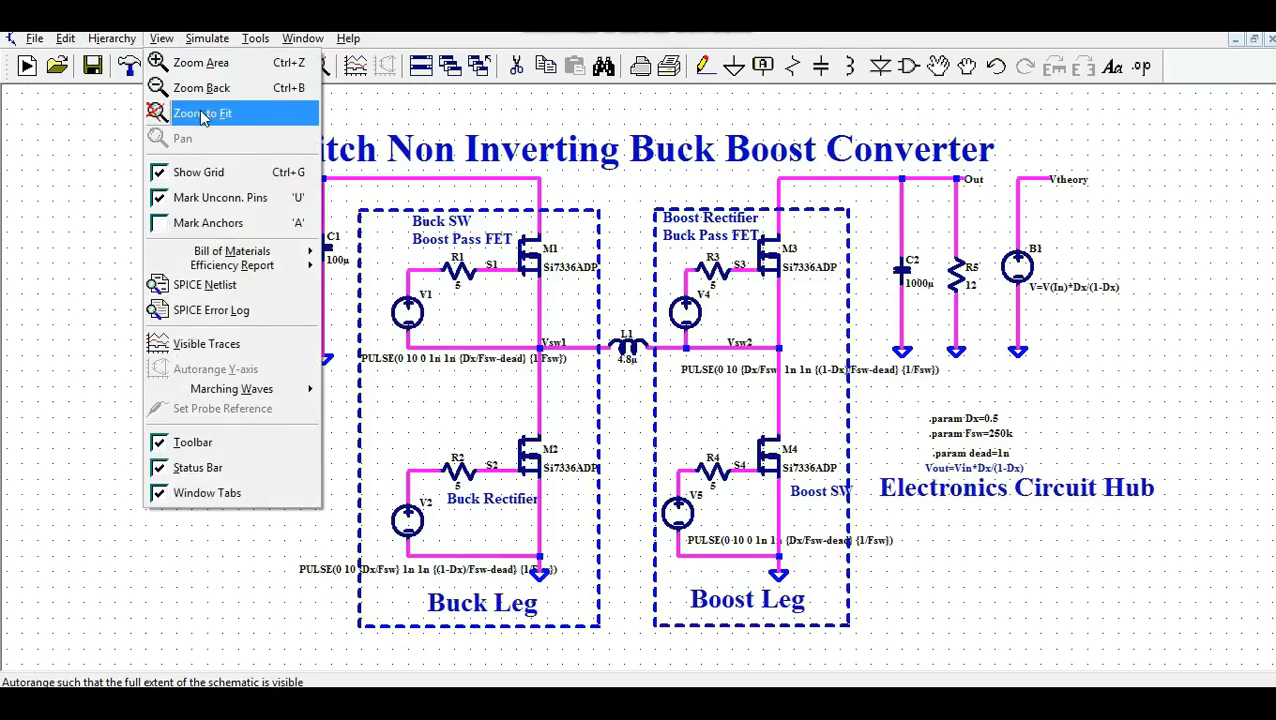 File Edit Hierarchy View Simulate Tools Window Help
Zoom Area Ctrl+Z
Zoom Back Ctrl+B
Zoom to Fit
Pan
Show Grid Ctrl+G
Mark Unconn. Pins 'U'
Mark Anchors 'A'
Bill of Materials
Efficiency Report
SPICE Netlist
SPICE Error Log
Visible Traces
Autorange Y-axis
Marching Waves
Set Probe Reference
Toolbar
Status Bar
Window Tabs
Aa .op
itch Non Inverting Buck Boost Converter
C1
100µ
Buck SW
Boost Pass FET
R1
5
S1
M1
Si7336ADP
V1
PULSE(0 10 0 1n 1n {Dx/Fsw-dead} {1/Fsw})
Vsw1
L1
4.8µ
R2
5
S2
M2
Si7336ADP
Buck Rectifier
V2
PULSE(0 10 {Dx/Fsw} 1n 1n {(1-Dx)/Fsw-dead} {1/Fsw})
Buck Leg
Boost Rectifier
Buck Pass FET
R3
5
S3
M3
Si7336ADP
V4
Vsw2
PULSE(0 10 {Dx/Fsw} 1n 1n {(1-Dx)/Fsw-dead} {1/Fsw})
R4
5
S4
M4
Si7336ADP
Boost SW
V5
PULSE(0 10 0 1n 1n {Dx/Fsw-dead} {1/Fsw})
Boost Leg
Out
Vtheory
C2
1000µ
R5
12
B1
V=V(In)*Dx/(1-Dx)
.param Dx=0.5
.param Fsw=250k
.param dead=1n
Vout=Vin*Dx/(1-Dx)
Electronics Circuit Hub
Autorange such that the full extent of the schematic is visible